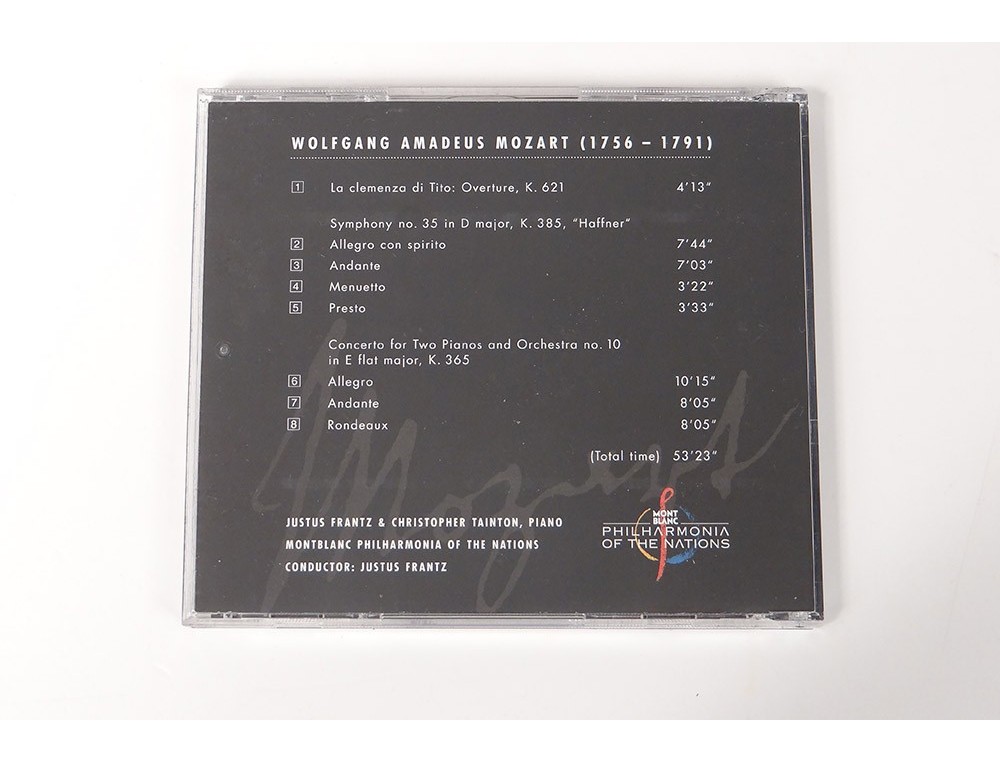 WOLFGANG AMADEUS MOZART (1756 – 1791)
1 La clemenza di Tito: Overture, K. 621 4'13"
Symphony no. 35 in D major, K. 385, "Haffner"
2 Allegro con spirito 7'44"
3 Andante 7'03"
4 Menuetto 3'22"
5 Presto 3'33"
Concerto for Two Pianos and Orchestra no. 10
in E flat major, K. 365
6 Allegro 10'15"
7 Andante 8'05"
8 Rondeaux 8'05"
(Total time) 53'23"
Mozart
JUSTUS FRANTZ & CHRISTOPHER TAINTON, PIANO
MONTBLANC PHILHARMONIA OF THE NATIONS
CONDUCTOR: JUSTUS FRANTZ
MONT
BLANC
PHILHARMONIA
OF THE NATIONS